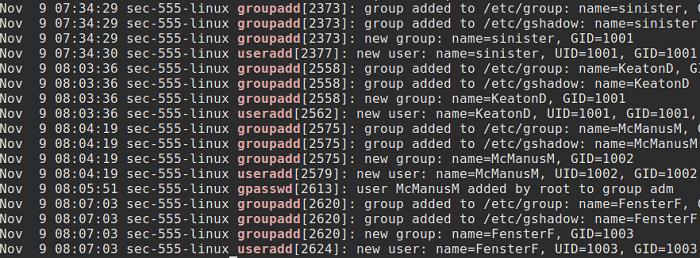 Nov  9 07:34:29 sec-555-linux groupadd[2373]: group added to /etc/group: name=sinister,
Nov  9 07:34:29 sec-555-linux groupadd[2373]: group added to /etc/gshadow: name=sinister
Nov  9 07:34:29 sec-555-linux groupadd[2373]: new group: name=sinister, GID=1001
Nov  9 07:34:30 sec-555-linux useradd[2377]: new user: name=sinister, UID=1001, GID=1001,
Nov  9 08:03:36 sec-555-linux groupadd[2558]: group added to /etc/group: name=KeatonD, G
Nov  9 08:03:36 sec-555-linux groupadd[2558]: group added to /etc/gshadow: name=KeatonD
Nov  9 08:03:36 sec-555-linux groupadd[2558]: new group: name=KeatonD, GID=1001
Nov  9 08:03:36 sec-555-linux useradd[2562]: new user: name=KeatonD, UID=1001, GID=1001,
Nov  9 08:04:19 sec-555-linux groupadd[2575]: group added to /etc/group: name=McManusM,
Nov  9 08:04:19 sec-555-linux groupadd[2575]: group added to /etc/gshadow: name=McManusM
Nov  9 08:04:19 sec-555-linux groupadd[2575]: new group: name=McManusM, GID=1002
Nov  9 08:04:19 sec-555-linux useradd[2579]: new user: name=McManusM, UID=1002, GID=1002
Nov  9 08:05:51 sec-555-linux gpasswd[2613]: user McManusM added by root to group adm
Nov  9 08:07:03 sec-555-linux groupadd[2620]: group added to /etc/group: name=FensterF,
Nov  9 08:07:03 sec-555-linux groupadd[2620]: group added to /etc/gshadow: name=FensterF
Nov  9 08:07:03 sec-555-linux groupadd[2620]: new group: name=FensterF, GID=1003
Nov  9 08:07:03 sec-555-linux useradd[2624]: new user: name=FensterF, UID=1003, GID=1003